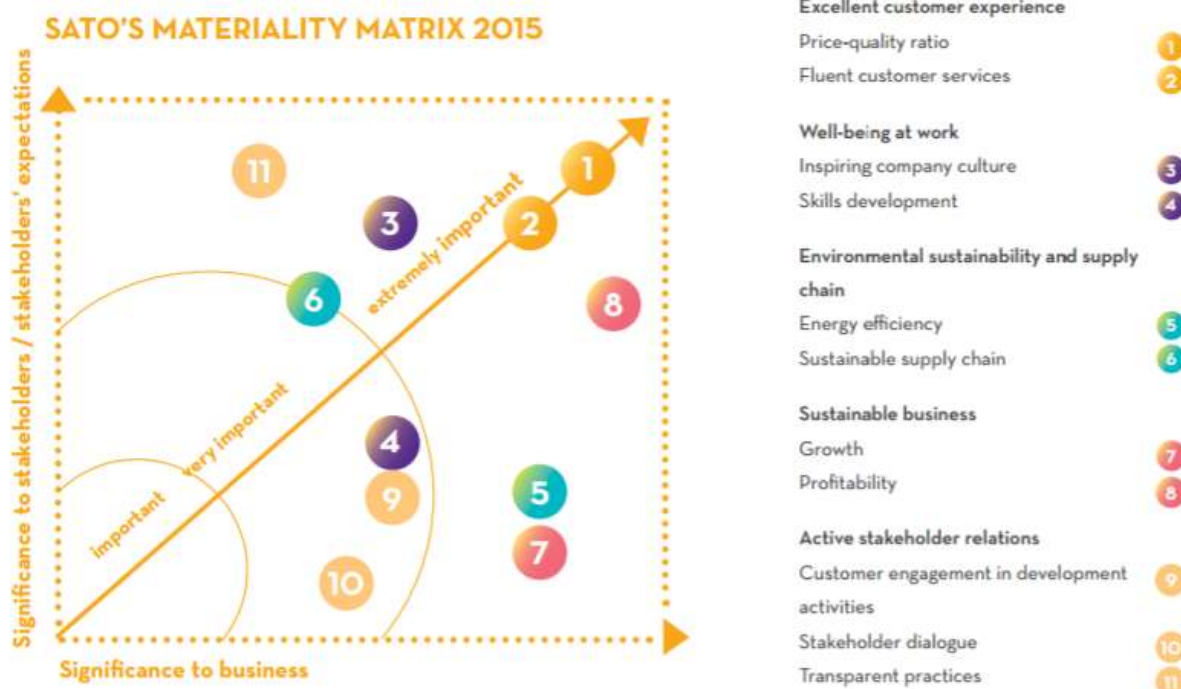 SATO'S MATERIALITY MATRIX 2015
Significance to stakeholders / stakeholders' expectations
11
1
3
2
extremely important
6
8
very important
4
9
5
important
7
10
Significance to business
Excellent customer experience
Price-quality ratio 1
Fluent customer services 2
Well-being at work
Inspiring company culture 3
Skills development 4
Environmental sustainability and supply
chain
Energy efficiency 5
Sustainable supply chain 6
Sustainable business
Growth 7
Profitability 8
Active stakeholder relations
Customer engagement in development 9
activities
Stakeholder dialogue 10
Transparent practices 11